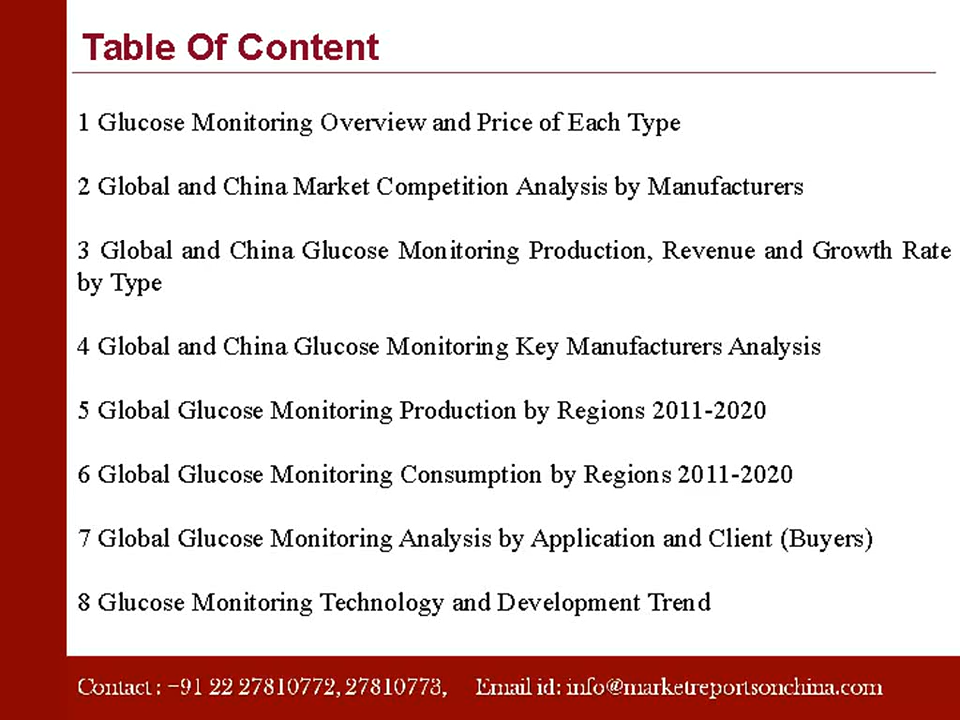 Table Of Content
1 Glucose Monitoring Overview and Price of Each Type
2 Global and China Market Competition Analysis by Manufacturers
3 Global and China Glucose Monitoring Production, Revenue and Growth Rate
by Type
4 Global and China Glucose Monitoring Key Manufacturers Analysis
5 Global Glucose Monitoring Production by Regions 2011-2020
6 Global Glucose Monitoring Consumption by Regions 2011-2020
7 Global Glucose Monitoring Analysis by Application and Client (Buyers)
8 Glucose Monitoring Technology and Development Trend
Contact : +91 22 27810772, 27810773, Email id: info@marketreportsonchina.com